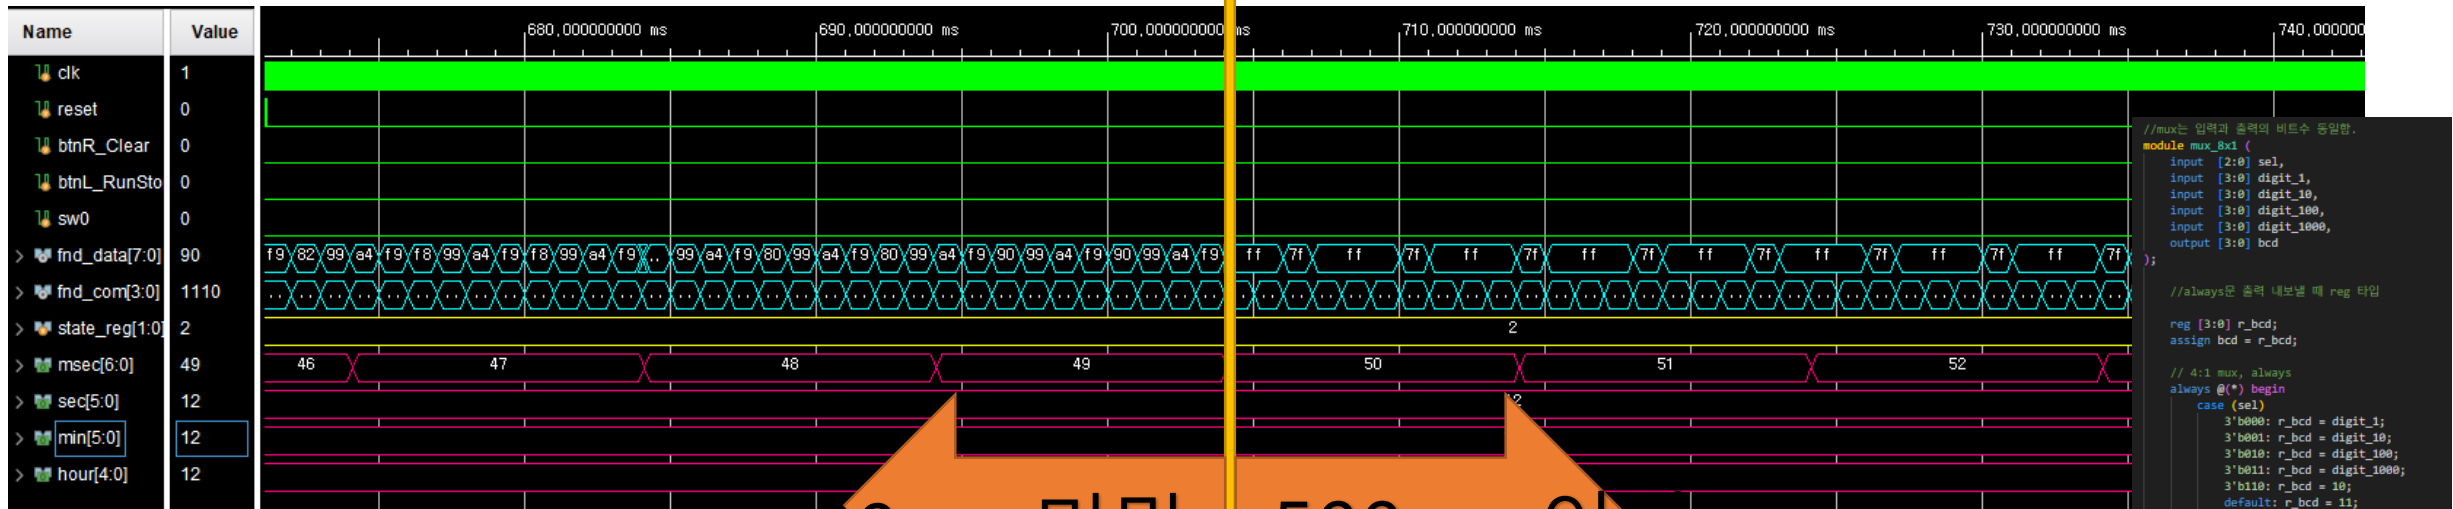 Name Value 680,000000000 ms 690,000000000 ms 700,000000000 ms 710,000000000 ms 720,000000000 ms 730,000000000 ms 740,000000
clk 1
reset 0
btnR_Clear 0
btnL_RunSto 0
sw0 0
fnd_data[7:0] 90 f9 82 99 a4 f9 f8 99 a4 f9 f8 99 a4 f9 .. 99 a4 f9 80 99 a4 f9 80 99 a4 f9 90 99 a4 f9 90 99 a4 f9 ff 7f ff 7f ff 7f ff 7f ff 7f ff 7f ff 7f ff 7f
fnd_com[3:0] 1110
state_reg[1:0] 2 2
msec[6:0] 49 46 47 48 49 50 51 52
sec[5:0] 12 12
min[5:0] 12
hour[4:0] 12
//mux는 입력과 출력의 비트수 동일함.
module mux_8x1 (
input [2:0] sel,
input [3:0] digit_1,
input [3:0] digit_10,
input [3:0] digit_100,
input [3:0] digit_1000,
output [3:0] bcd
);
//always문 출력 내보낼 때 reg 타입
reg [3:0] r_bcd;
assign bcd = r_bcd;
// 4:1 mux, always
always @(*) begin
case (sel)
3'b000: r_bcd = digit_1;
3'b001: r_bcd = digit_10;
3'b010: r_bcd = digit_100;
3'b011: r_bcd = digit_1000;
3'b110: r_bcd = 10;
default: r_bcd = 11;